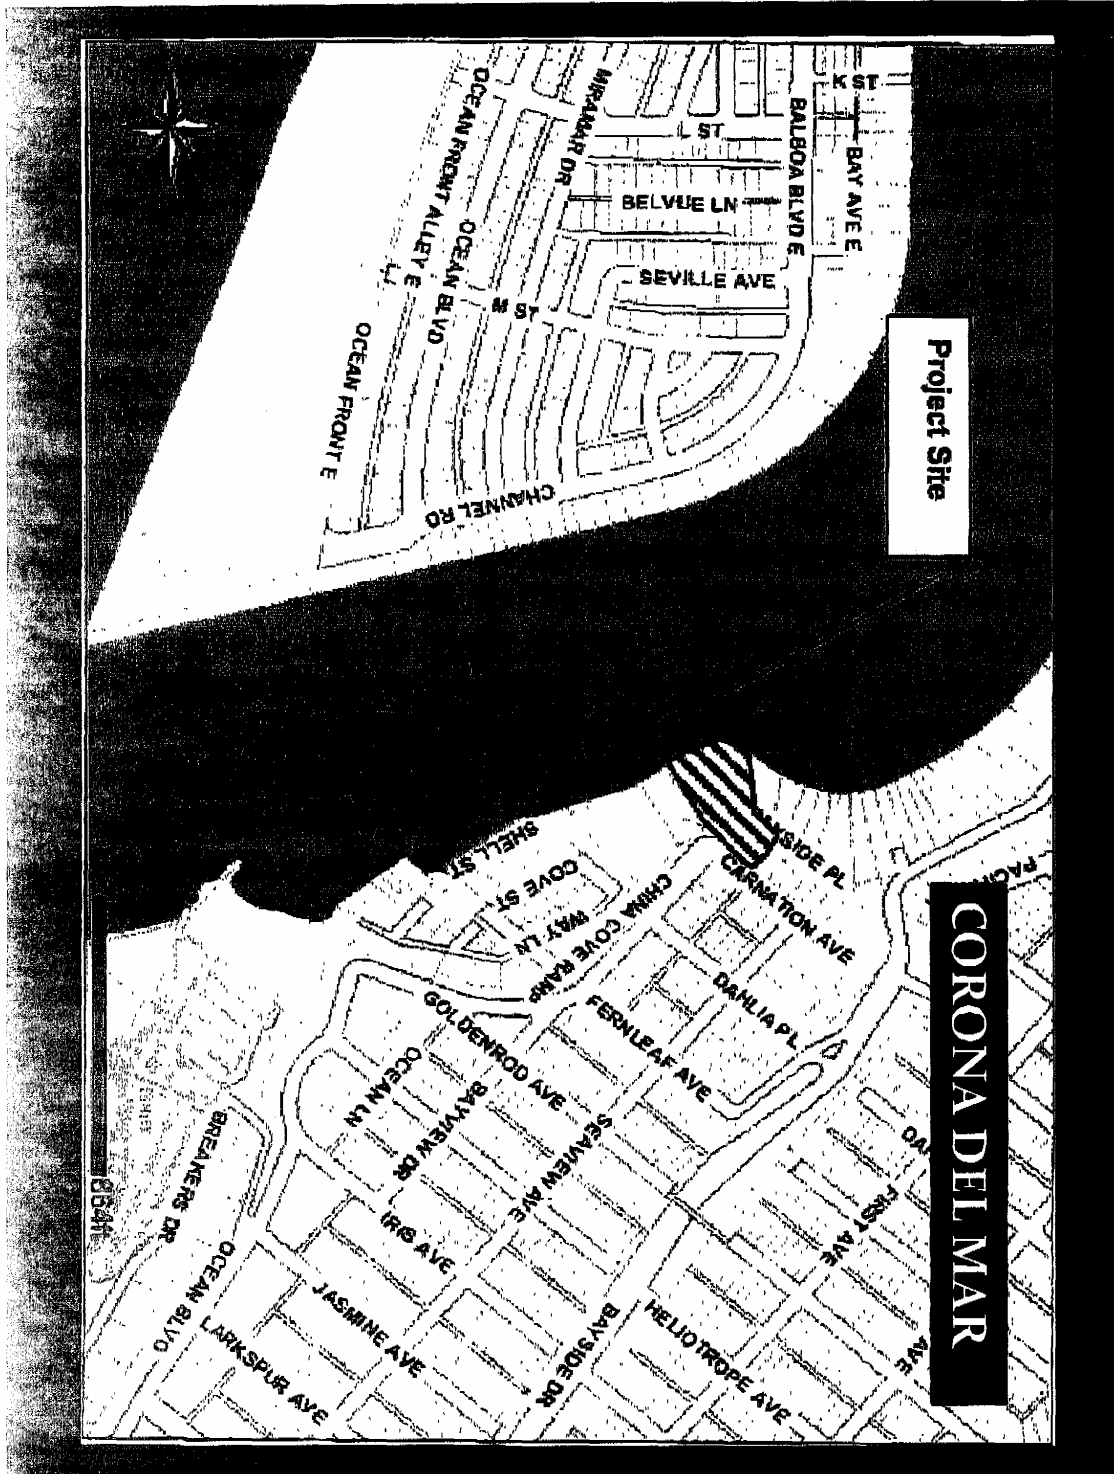 CORONA DEL MAR
Project Site
K ST
BAY AVE E
BALBOA BLVD E
L ST
BELVUE LN
SEVILLE AVE
MIRAMAR DR
M ST
OCEAN BLVD
OCEAN FRONT ALLEY E
OCEAN FRONT E
CHANNEL RD
CARNATION AVE
DAHLIA PL
FERNLEAF AVE
CHINA COVE RAMP
WAY LN
COVE ST
SHELL ST
GOLDENROD AVE
SEAVIEW AVE
BAYVIEW DR
OCEAN LN
FIRST AVE
AVE
HELIOTROPE AVE
BAYSIDE DR
IRIS AVE
JASMINE AVE
LARKSPUR AVE
OCEAN BLVD
BREAKERS DR